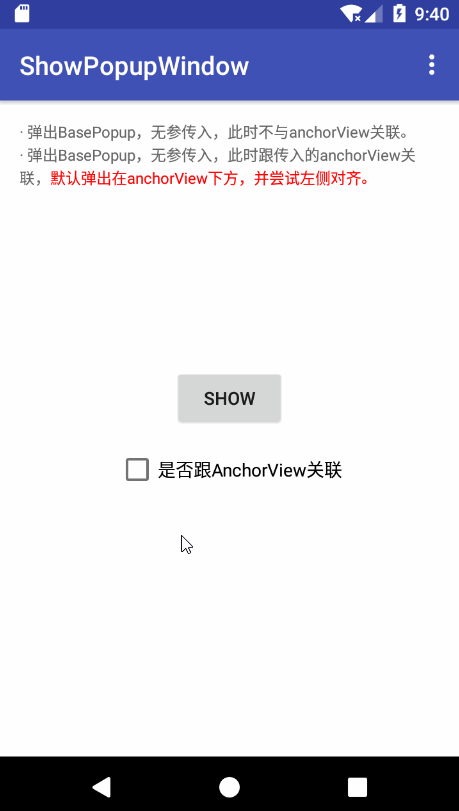 9:40
ShowPopupWindow
· 弹出BasePopup，无参传入，此时不与anchorView关联。
· 弹出BasePopup，无参传入，此时跟传入的anchorView关
联，默认弹出在anchorView下方，并尝试左侧对齐。
SHOW
是否跟AnchorView关联